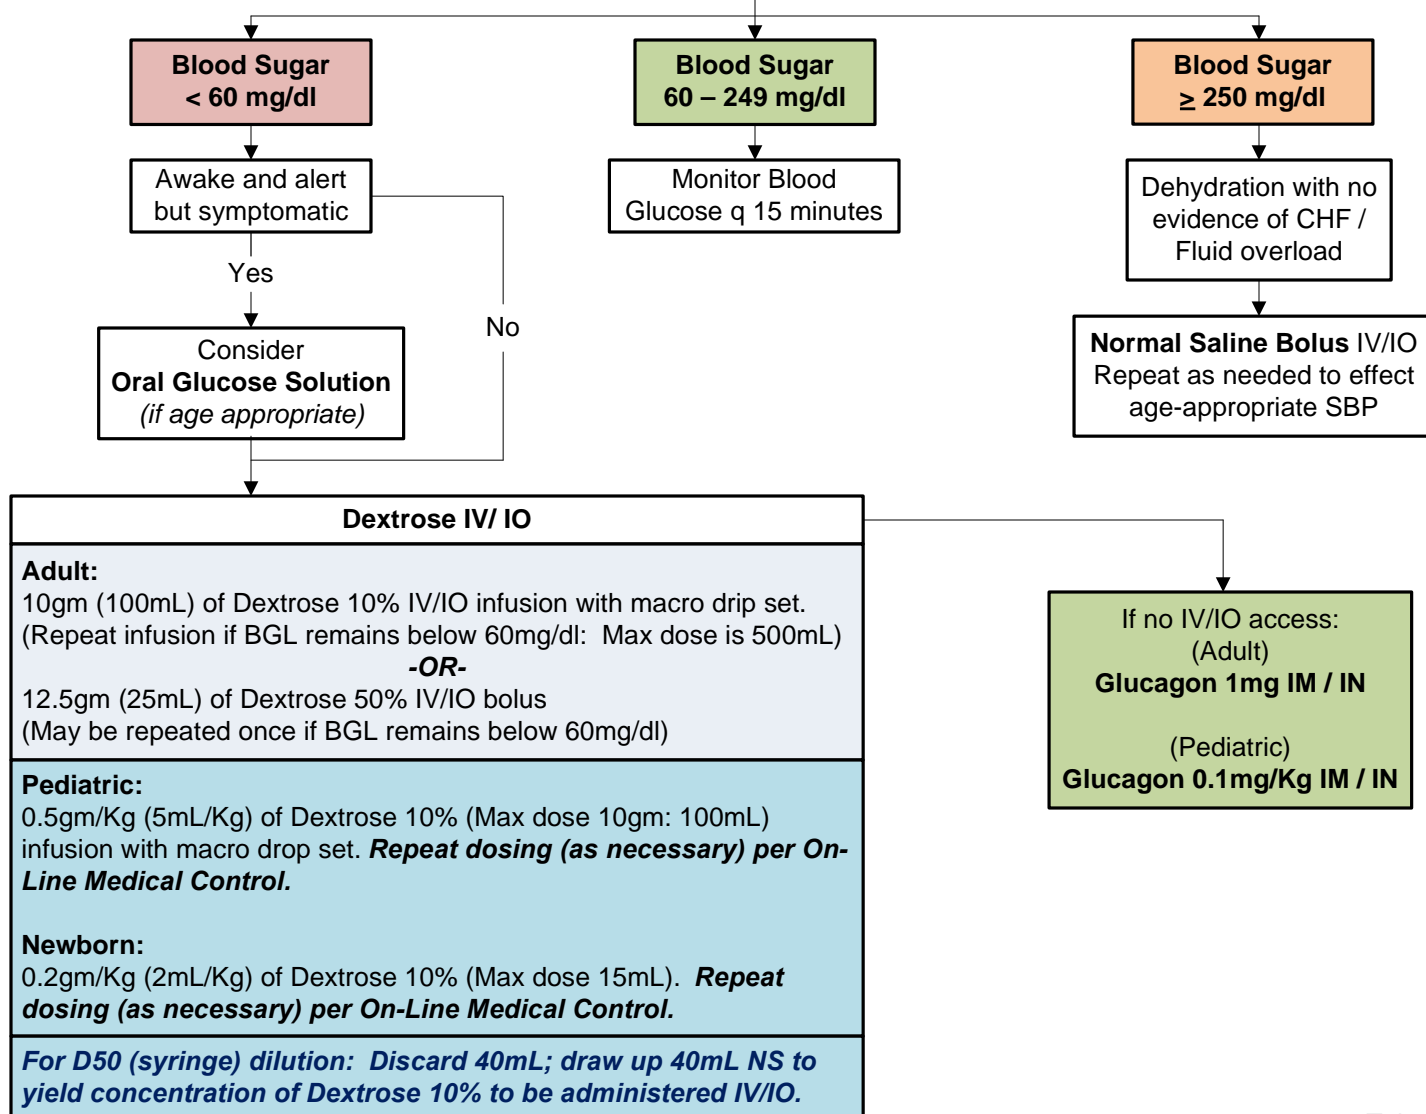 Blood Sugar
< 60 mg/dl
Blood Sugar
60 – 249 mg/dl
Blood Sugar
≥ 250 mg/dl
Awake and alert
but symptomatic
Monitor Blood
Glucose q 15 minutes
Dehydration with no
evidence of CHF /
Fluid overload
Yes
No
Consider
Oral Glucose Solution
(if age appropriate)
Normal Saline Bolus IV/IO
Repeat as needed to effect
age-appropriate SBP
Dextrose IV/ IO
Adult:
10gm (100mL) of Dextrose 10% IV/IO infusion with macro drip set.
(Repeat infusion if BGL remains below 60mg/dl:  Max dose is 500mL)
-OR-
12.5gm (25mL) of Dextrose 50% IV/IO bolus
(May be repeated once if BGL remains below 60mg/dl)
Pediatric:
0.5gm/Kg (5mL/Kg) of Dextrose 10% (Max dose 10gm: 100mL)
infusion with macro drop set. Repeat dosing (as necessary) per On-
Line Medical Control.
Newborn:
0.2gm/Kg (2mL/Kg) of Dextrose 10% (Max dose 15mL).  Repeat
dosing (as necessary) per On-Line Medical Control.
For D50 (syringe) dilution:  Discard 40mL; draw up 40mL NS to
yield concentration of Dextrose 10% to be administered IV/IO.
If no IV/IO access:
(Adult)
Glucagon 1mg IM / IN
(Pediatric)
Glucagon 0.1mg/Kg IM / IN